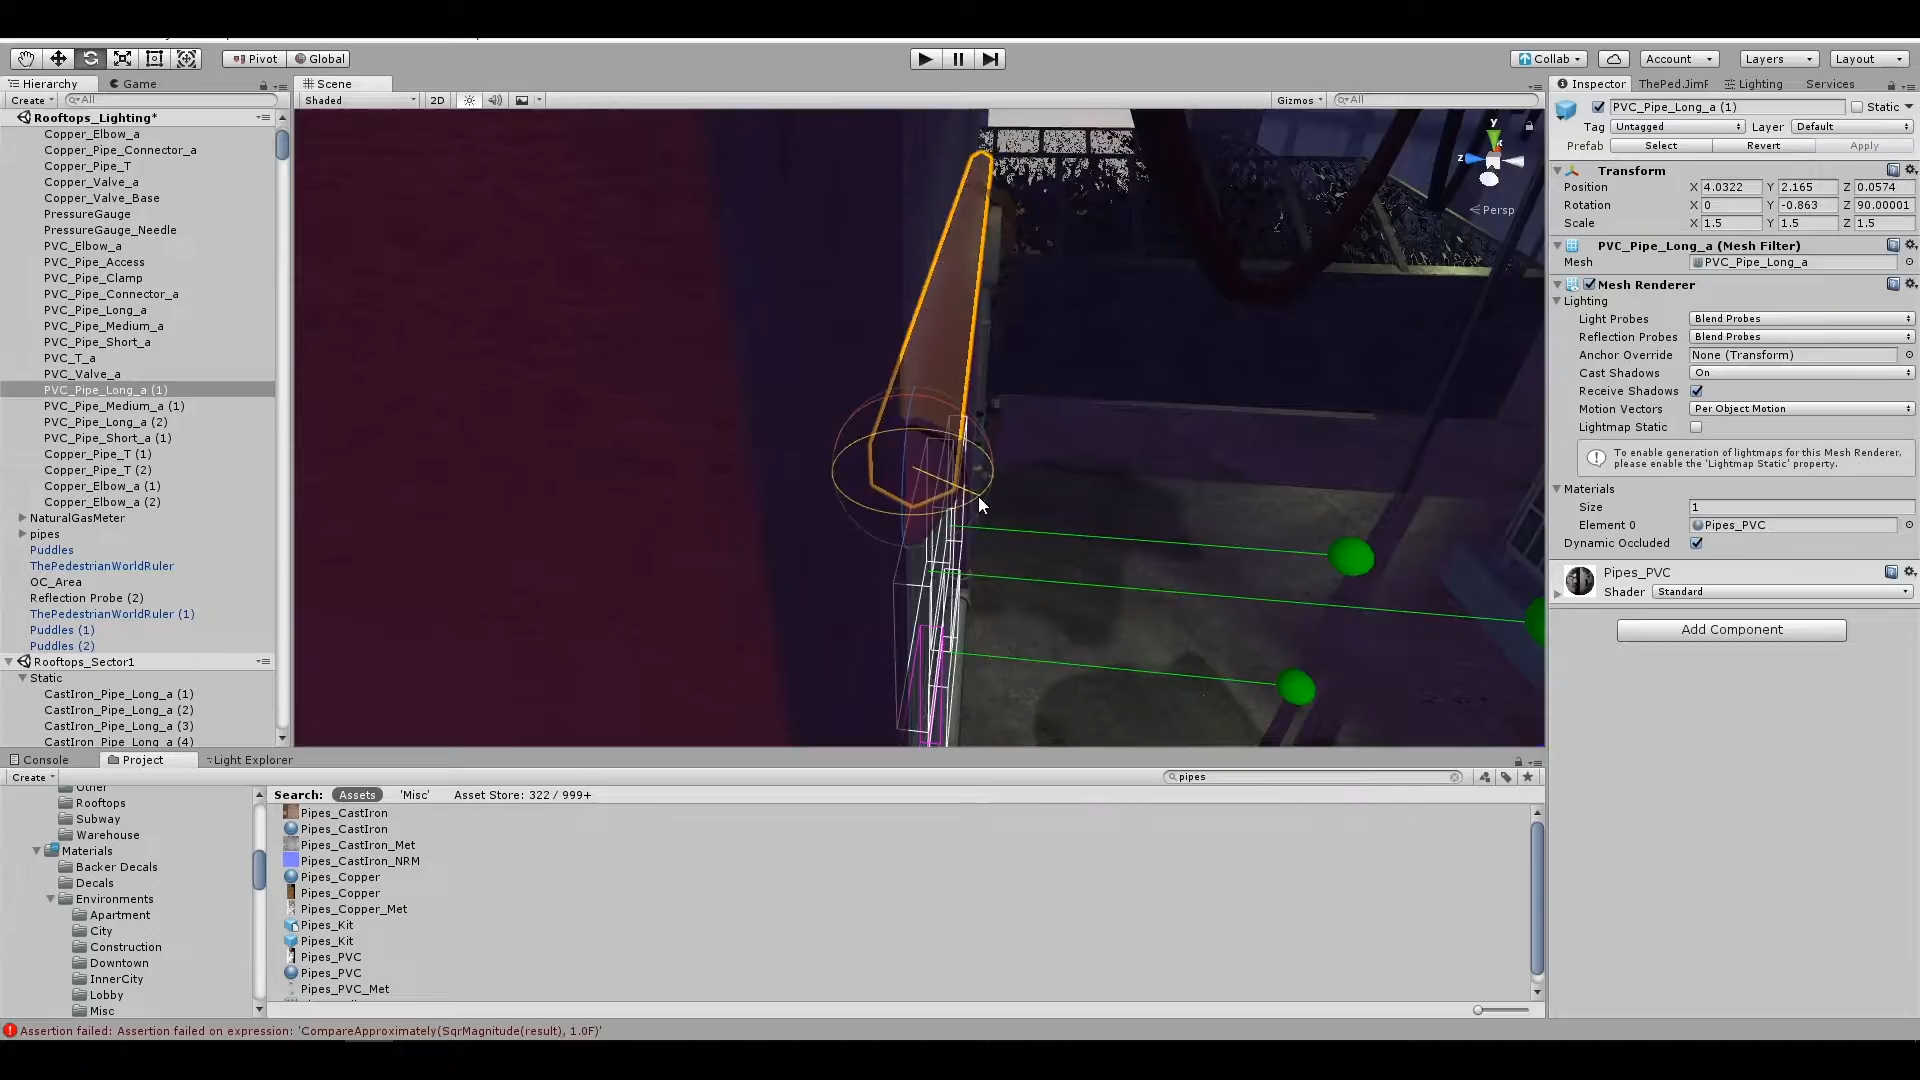 Pivot
Global
Collab
Account
Layers
Layout
Hierarchy
Game
Create
All
Rooftops_Lighting*
Copper_Elbow_a
Copper_Pipe_Connector_a
Copper_Pipe_T
Copper_Valve_a
Copper_Valve_Base
PressureGauge
PressureGauge_Needle
PVC_Elbow_a
PVC_Pipe_Access
PVC_Pipe_Clamp
PVC_Pipe_Connector_a
PVC_Pipe_Long_a
PVC_Pipe_Medium_a
PVC_Pipe_Short_a
PVC_T_a
PVC_Valve_a
PVC_Pipe_Long_a (1)
PVC_Pipe_Medium_a (1)
PVC_Pipe_Long_a (2)
PVC_Pipe_Short_a (1)
Copper_Pipe_T (1)
Copper_Pipe_T (2)
Copper_Elbow_a (1)
Copper_Elbow_a (2)
NaturalGasMeter
pipes
Puddles
ThePedestrianWorldRuler
OC_Area
Reflection Probe (2)
ThePedestrianWorldRuler (1)
Puddles (1)
Puddles (2)
Rooftops_Sector1
Static
CastIron_Pipe_Long_a (1)
CastIron_Pipe_Long_a (2)
CastIron_Pipe_Long_a (3)
CastIron_Pipe_Long_a (4)
Scene
Shaded
2D
Gizmos
All
y
x
z
Persp
Inspector
Lighting
Services
PVC_Pipe_Long_a (1)
Static
Tag Untagged Layer Default
Prefab Select Revert Apply
Transform
Position X 4.0322 Y 2.165 Z 0.0574
Rotation X 0 Y -0.863 Z 90.00001
Scale X 1.5 Y 1.5 Z 1.5
PVC_Pipe_Long_a (Mesh Filter)
Mesh PVC_Pipe_Long_a
Mesh Renderer
Lighting
Light Probes Blend Probes
Reflection Probes Blend Probes
Anchor Override None (Transform)
Cast Shadows On
Receive Shadows
Motion Vectors Per Object Motion
Lightmap Static
To enable generation of lightmaps for this Mesh Renderer,
please enable the 'Lightmap Static' property.
Materials
Size 1
Element 0 Pipes_PVC
Dynamic Occluded
Pipes_PVC
Shader Standard
Add Component
Console
Project
Light Explorer
Create
pipes
Other
Rooftops
Subway
Warehouse
Materials
Backer Decals
Decals
Environments
Apartment
City
Construction
Downtown
InnerCity
Lobby
Misc
Search: Assets 'Misc' Asset Store: 322 / 999+
Pipes_CastIron
Pipes_CastIron
Pipes_CastIron_Met
Pipes_CastIron_NRM
Pipes_Copper
Pipes_Copper
Pipes_Copper_Met
Pipes_Kit
Pipes_Kit
Pipes_PVC
Pipes_PVC
Pipes_PVC_Met
Assertion failed: Assertion failed on expression: 'CompareApproximately(SqrMagnitude(result), 1.0F)'